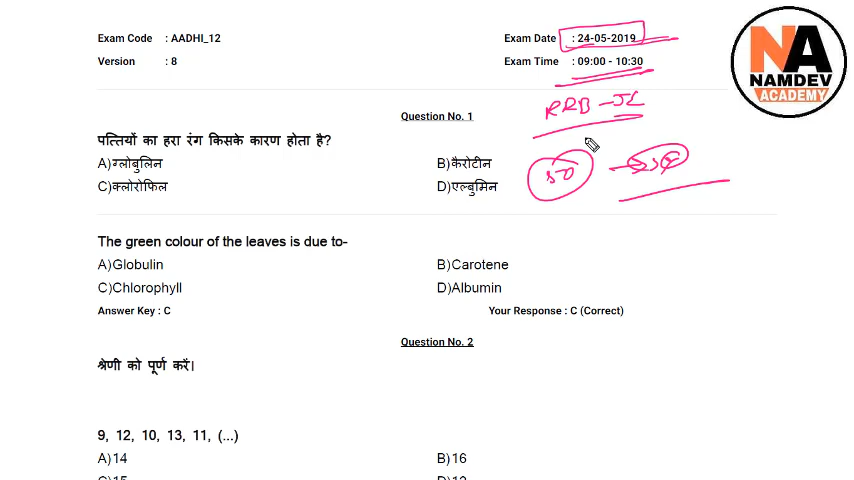 Exam Code : AADHI_12
Exam Date : 24-05-2019
Version : 8
Exam Time : 09:00 - 10:30
NA
NAMDEV
ACADEMY
RRB - JE
Question No. 1
पत्तियों का हरा रंग किसके कारण होता है?
A)ग्लोबुलिन B)कैरोटीन
C)क्लोरोफिल D)एल्बुमिन
The green colour of the leaves is due to-
A)Globulin B)Carotene
C)Chlorophyll D)Albumin
Answer Key : C Your Response : C (Correct)
Question No. 2
श्रेणी को पूर्ण करें।
9, 12, 10, 13, 11, (...)
A)14 B)16